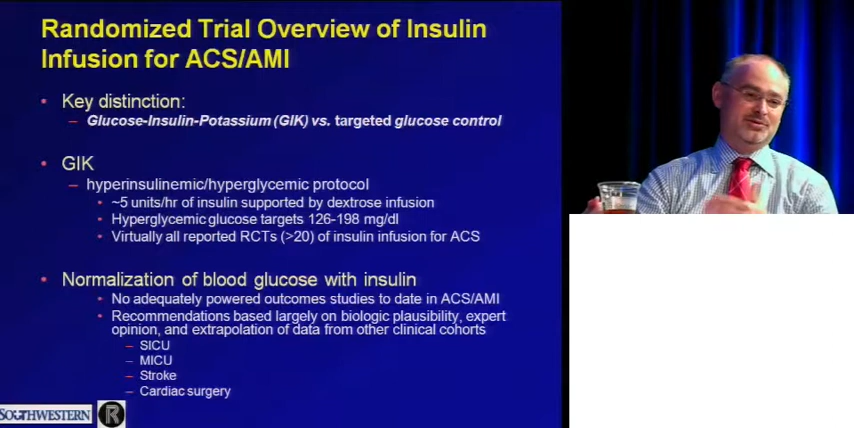 Randomized Trial Overview of Insulin
Infusion for ACS/AMI
• Key distinction:
– Glucose-Insulin-Potassium (GIK) vs. targeted glucose control
• GIK
– hyperinsulinemic/hyperglycemic protocol
• ~5 units/hr of insulin supported by dextrose infusion
• Hyperglycemic glucose targets 126-198 mg/dl
• Virtually all reported RCTs (>20) of insulin infusion for ACS
• Normalization of blood glucose with insulin
• No adequately powered outcomes studies to date in ACS/AMI
• Recommendations based largely on biologic plausibility, expert
opinion, and extrapolation of data from other clinical cohorts
– SICU
– MICU
– Stroke
– Cardiac surgery
SOUTHWESTERN R